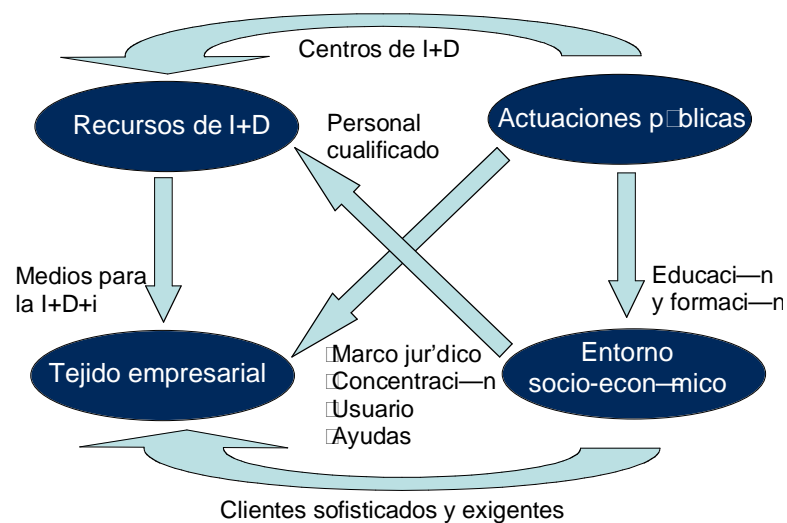 Centros de I+D
Recursos de I+D
Personal
cualificado
Actuaciones p□blicas
Medios para
la I+D+i
Educaci—n
y formaci—n
Tejido empresarial
□Marco jur’dico
□Concentraci—n
□Usuario
□Ayudas
Entorno
socio-econ—mico
Clientes sofisticados y exigentes